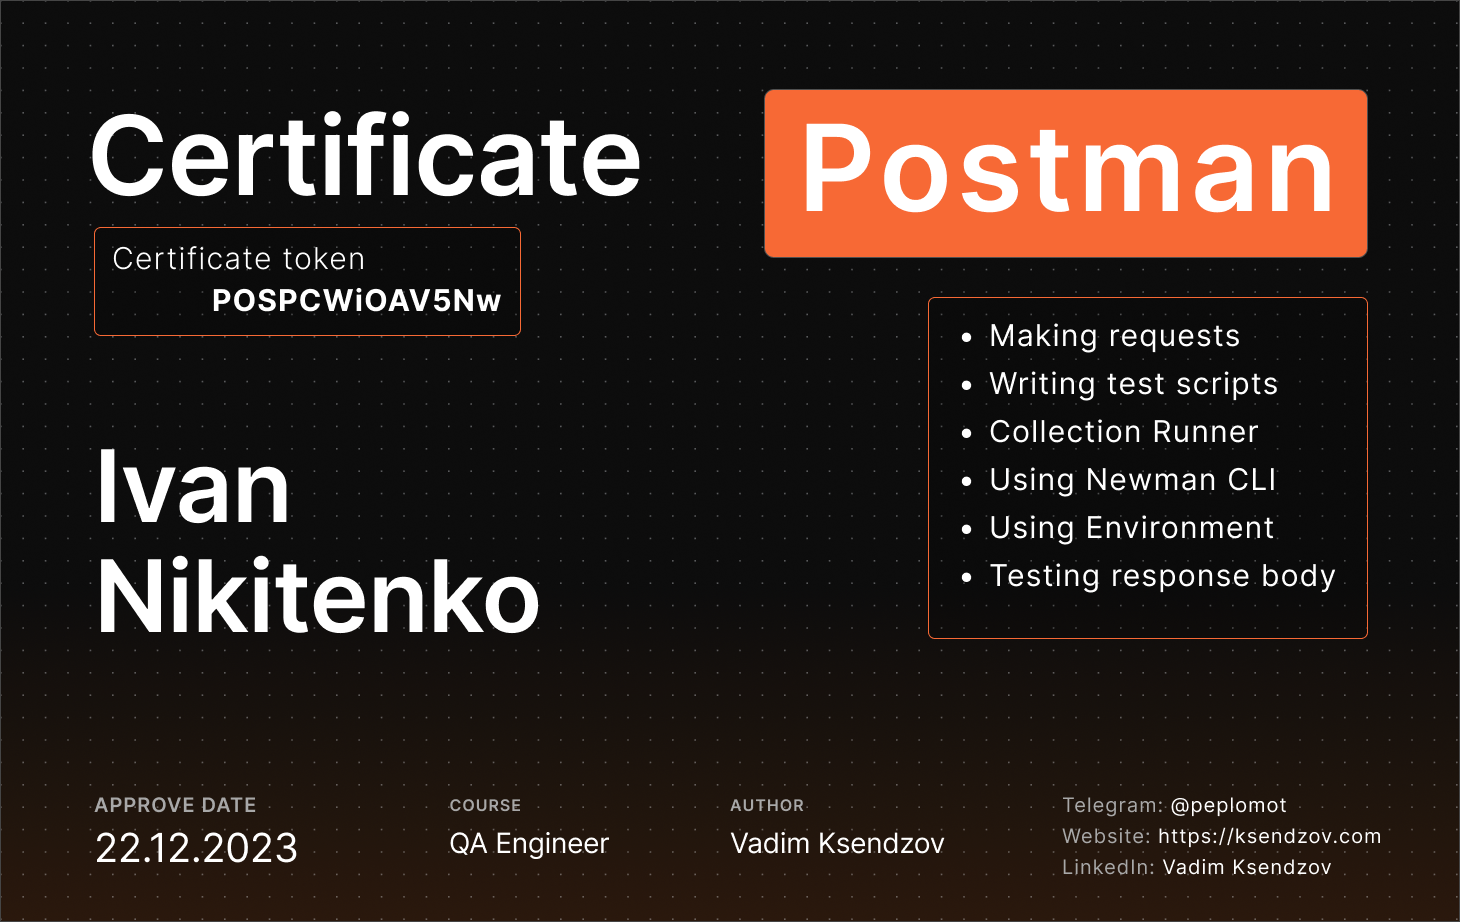 Certificate
Certificate token
POSPCWiOAV5Nw
Postman
• Making requests
• Writing test scripts
• Collection Runner
• Using Newman CLI
• Using Environment
• Testing response body
Ivan
Nikitenko
APPROVE DATE
22.12.2023
COURSE
QA Engineer
AUTHOR
Vadim Ksendzov
Telegram: @peplomot
Website: https://ksendzov.com
LinkedIn: Vadim Ksendzov